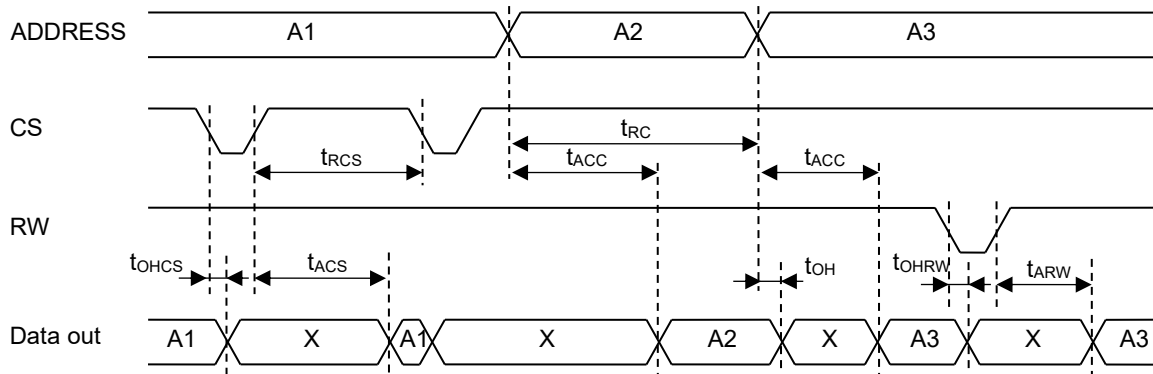 ADDRESS A1 A2 A3
CS
tRCS tRC
tACC tACC
RW
tOHCS tACS tOH tOHRW tARW
Data out A1 X A1 X A2 X A3 X A3